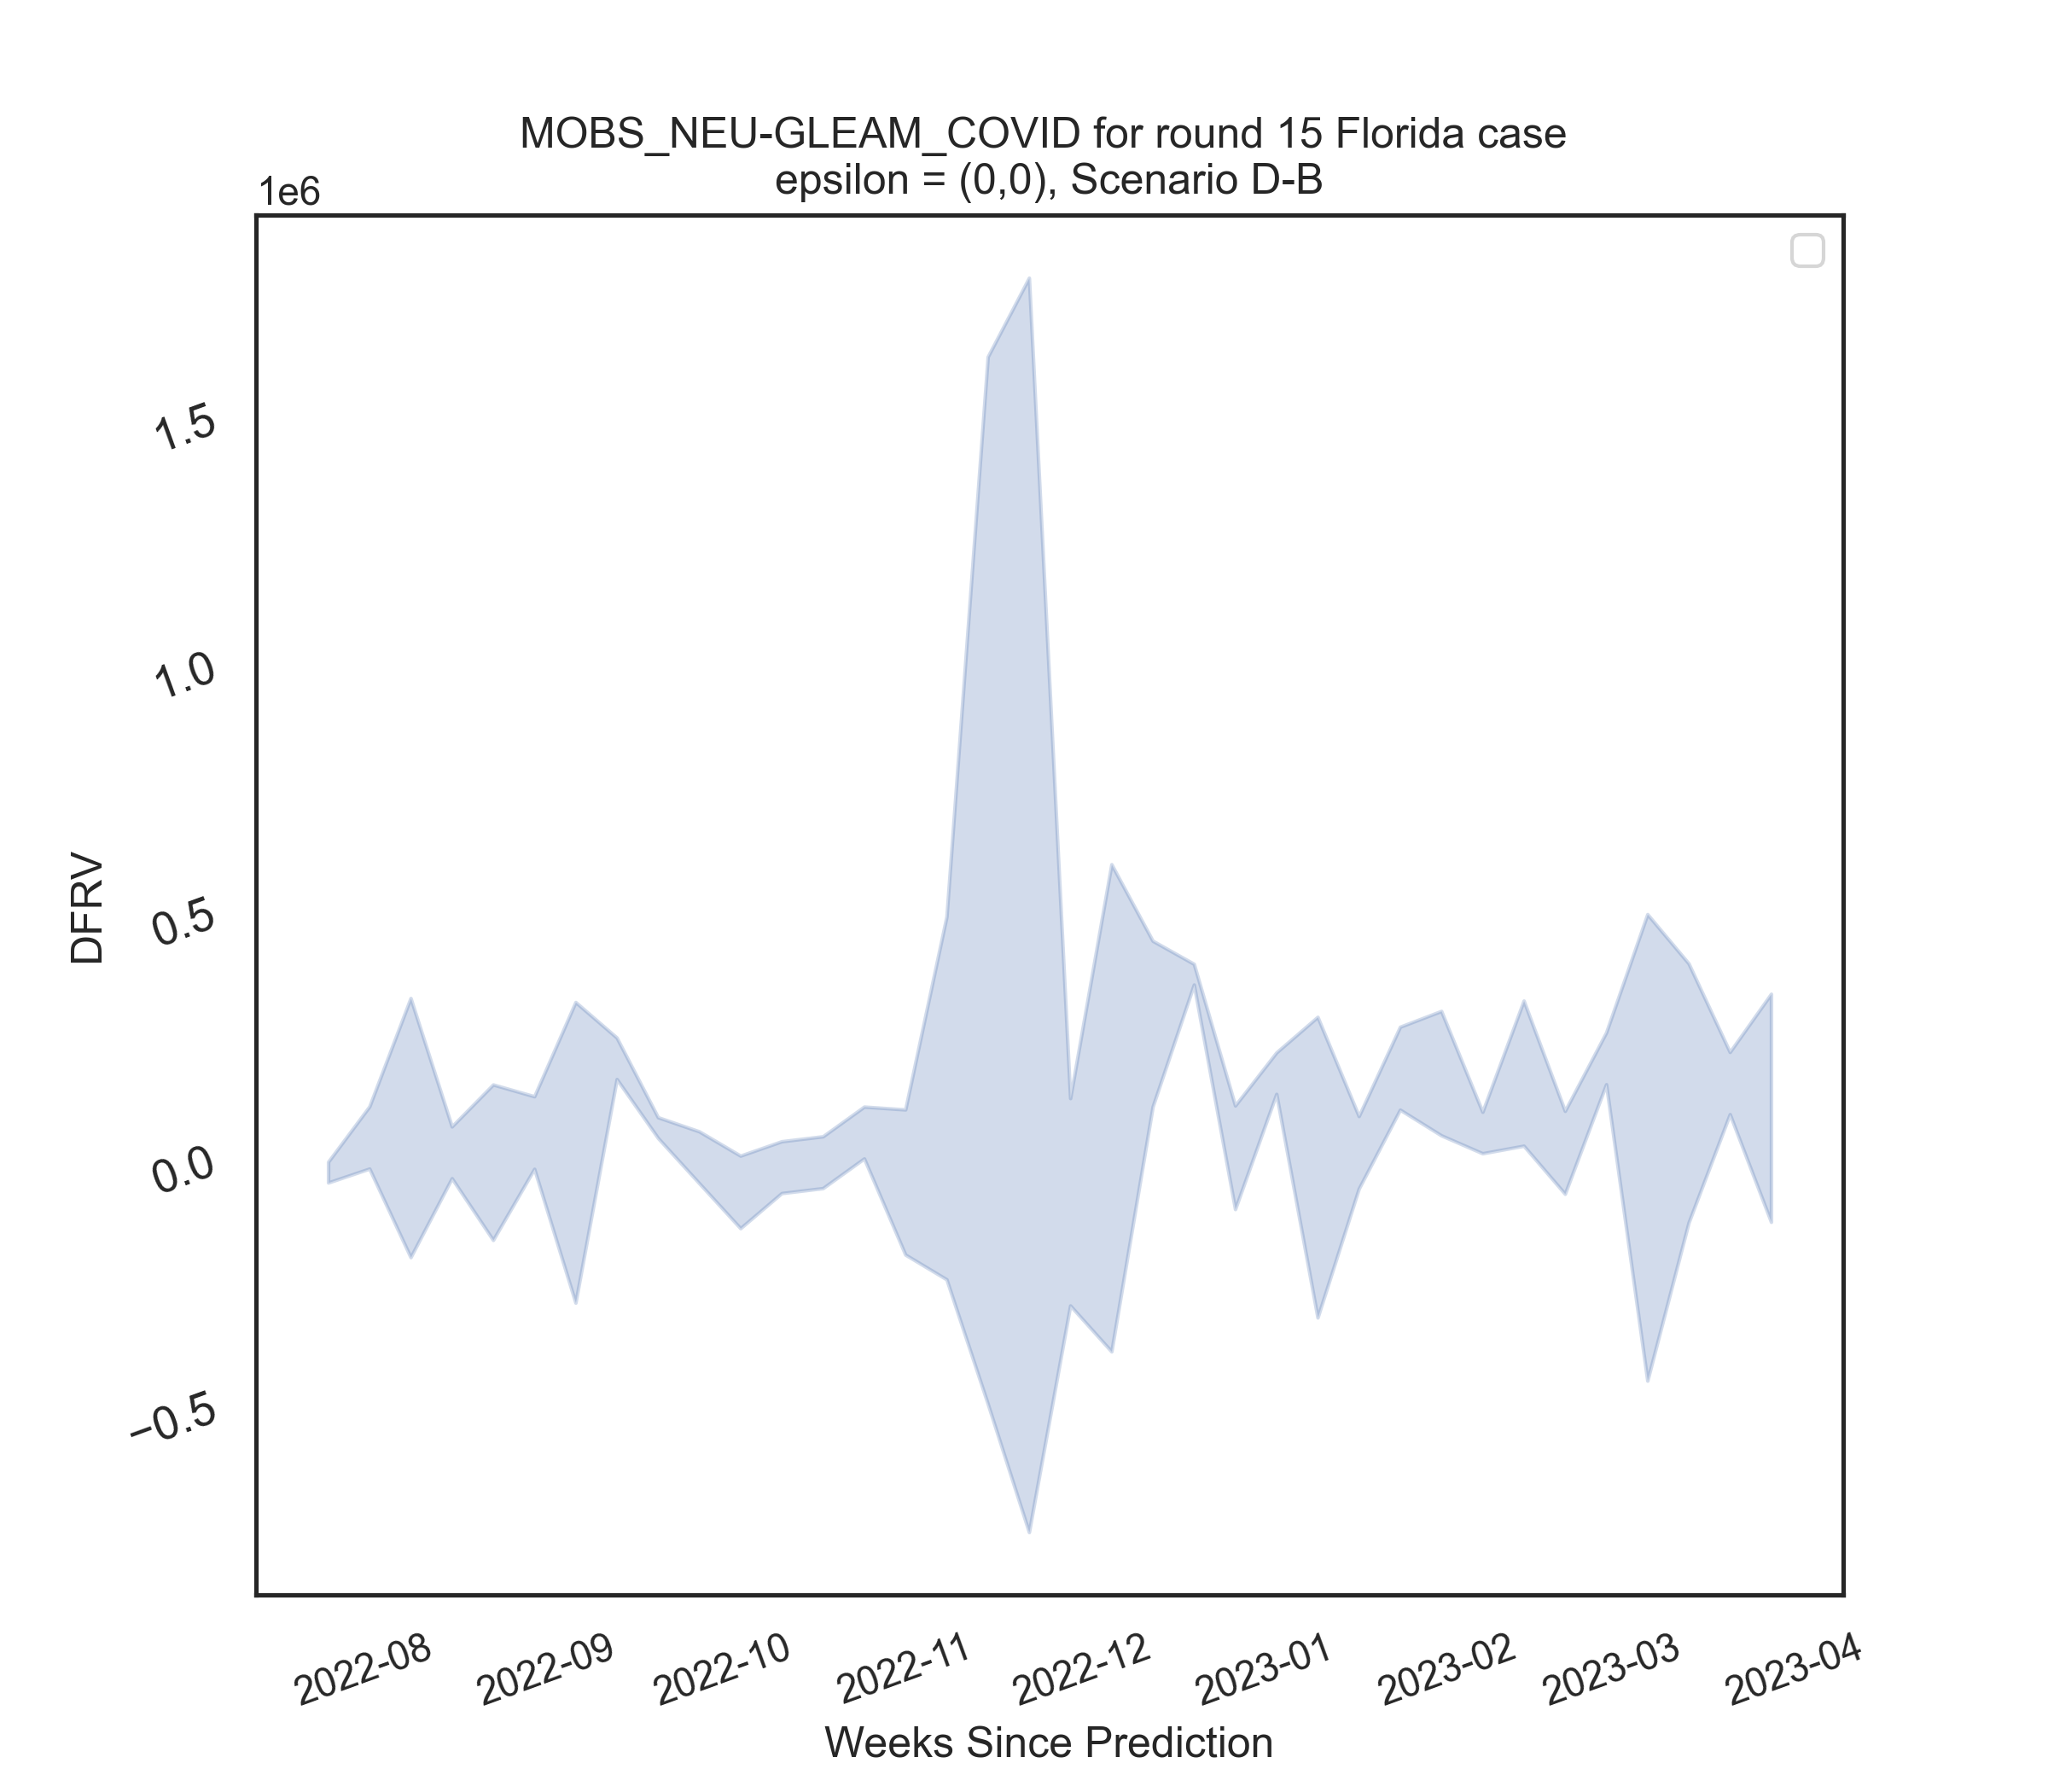 MOBS_NEU-GLEAM_COVID for round 15 Florida case
epsilon = (0,0), Scenario D-B
1e6
1.5
1.0
0.5
0.0
−0.5
DFRV
2022-08
2022-09
2022-10
2022-11
2022-12
2023-01
2023-02
2023-03
2023-04
Weeks Since Prediction